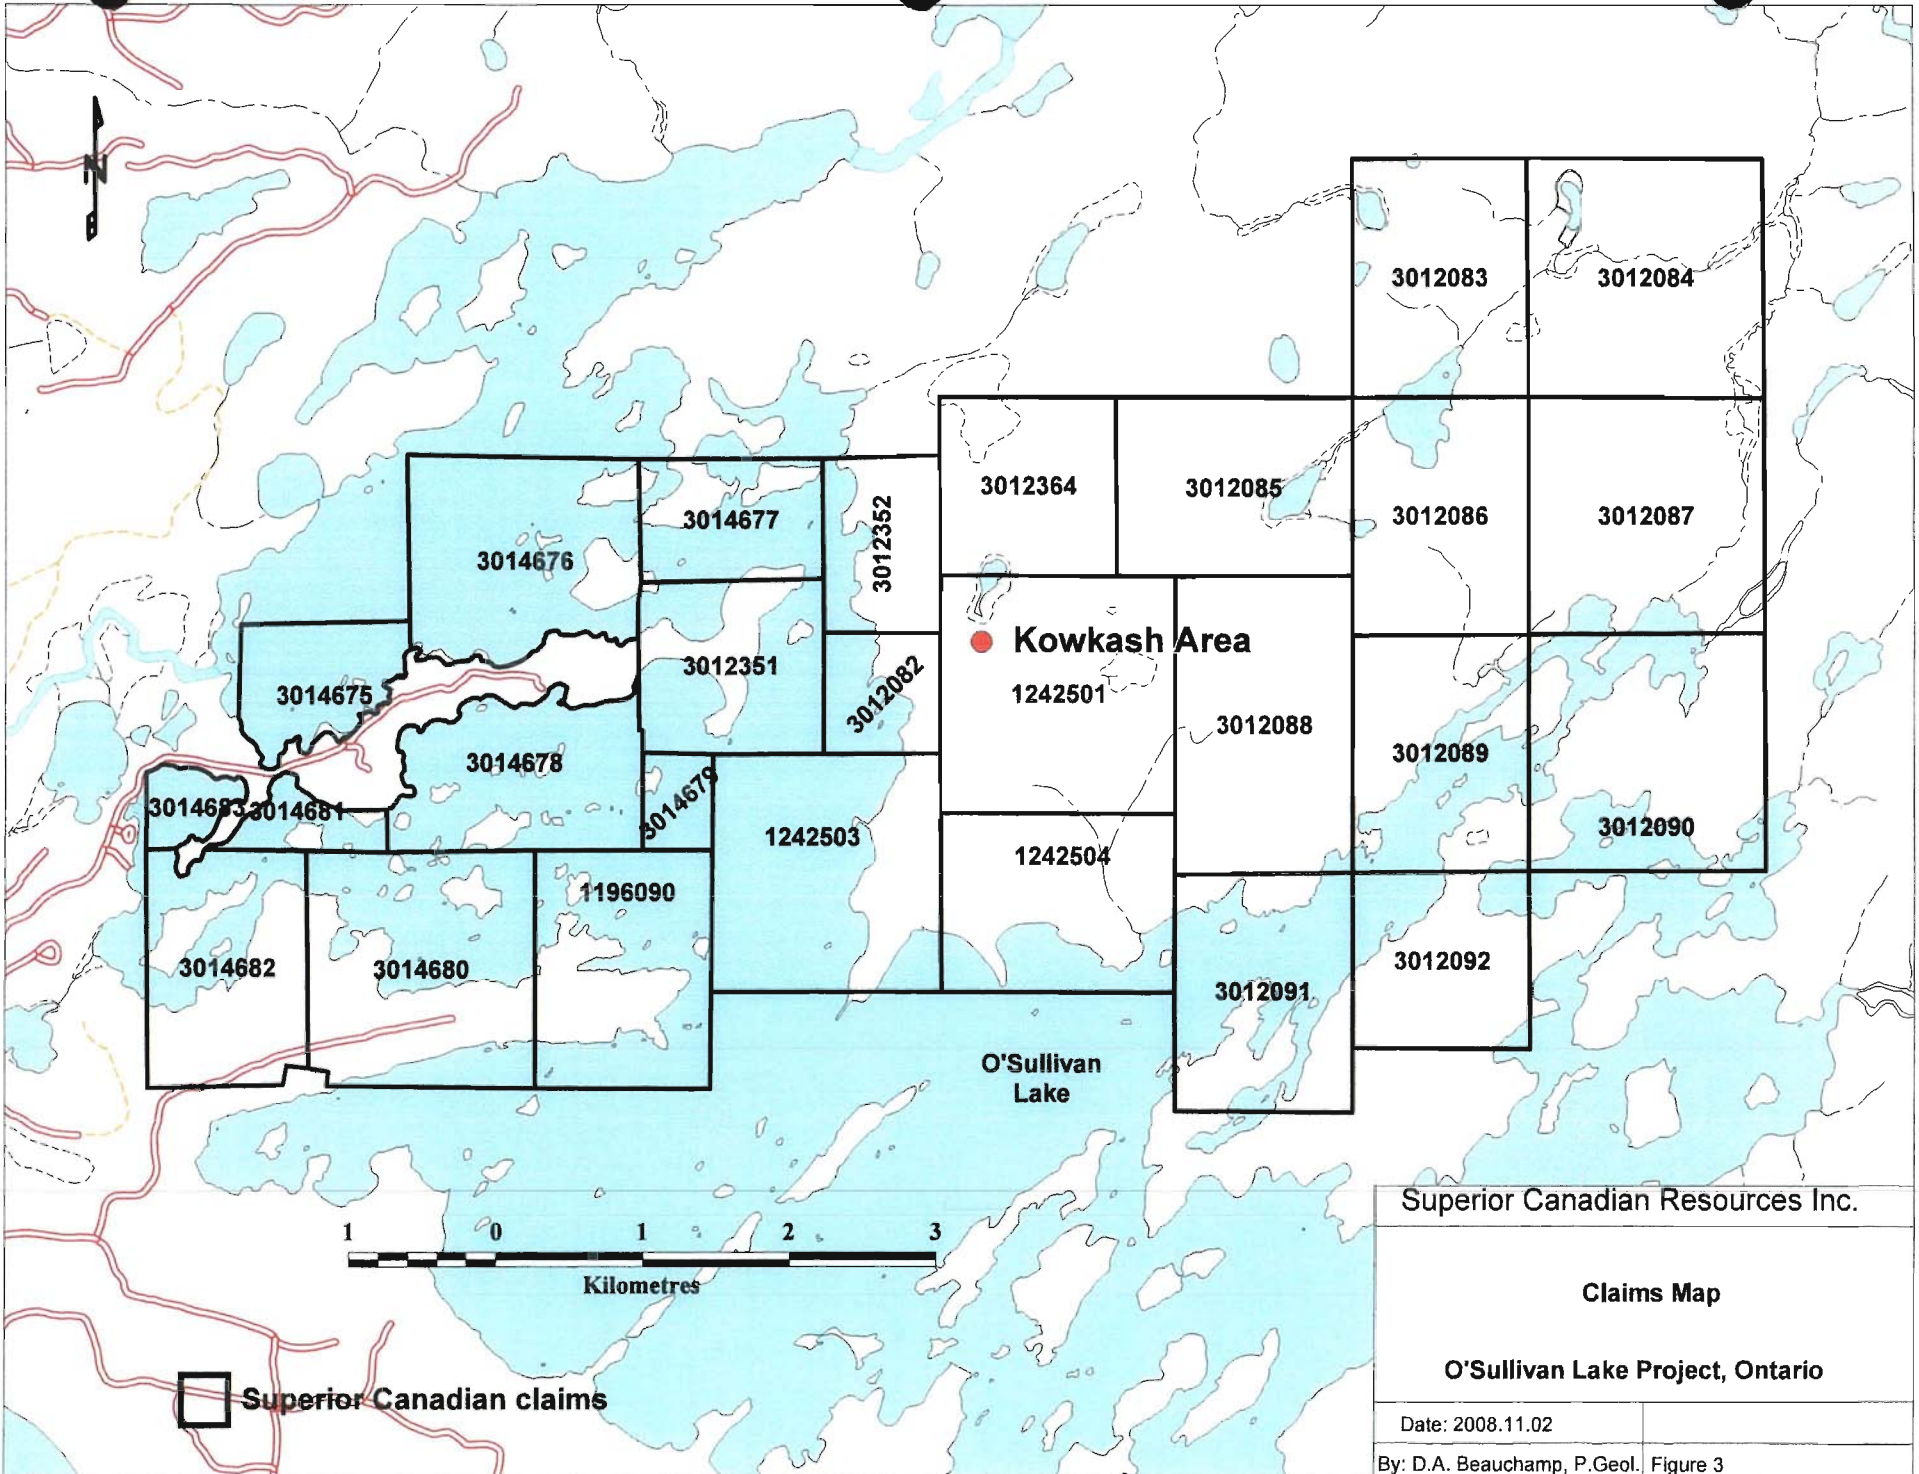 N
3012083
3012084
3012364
3012085
3012086
3012087
3014677
3012352
3014676
Kowkash Area
3012351
3012082
1242501
3014675
3012088
3014678
3012089
3014679
3014683
3014681
1242503
3012090
1242504
1196090
3014682
3014680
3012092
3012091
O'Sullivan
Lake
1 0 1 2 3
Kilometres
Superior Canadian claims
Superior Canadian Resources Inc.
Claims Map
O'Sullivan Lake Project, Ontario
Date: 2008.11.02
By: D.A. Beauchamp, P.Geol. Figure 3